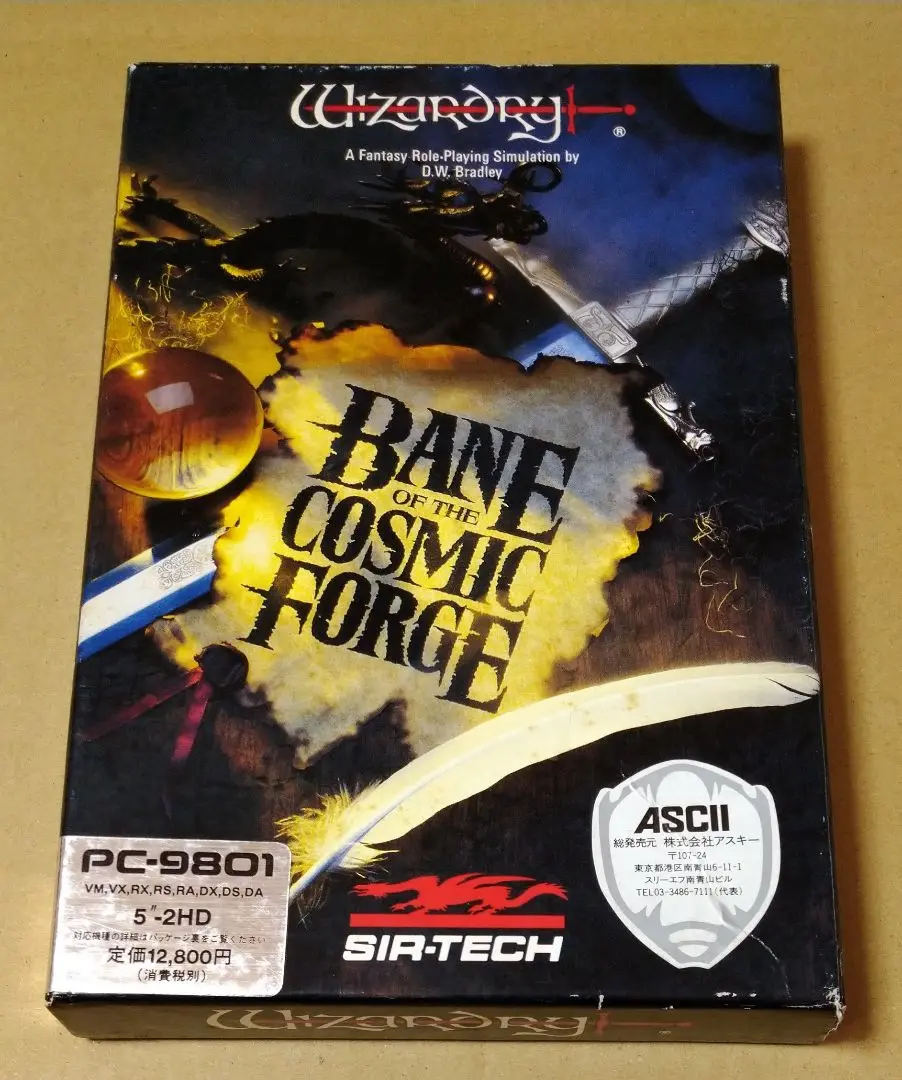 Wizardry®
A Fantasy Role-Playing Simulation by
D.W. Bradley
BANE
OF THE
COSMIC
FORGE
ASCII
総発売元 株式会社アスキー
〒107-24
東京都港区南青山6-11-1
スリーエフ南青山ビル
TEL03-3486-7111(代表)
PC-9801
VM,VX,RX,RS,RA,DX,DS,DA
5"-2HD
対応機種の詳細はパッケージ裏をご覧ください
定価12,800円
(消費税別)
SIR-TECH
Wizardry®